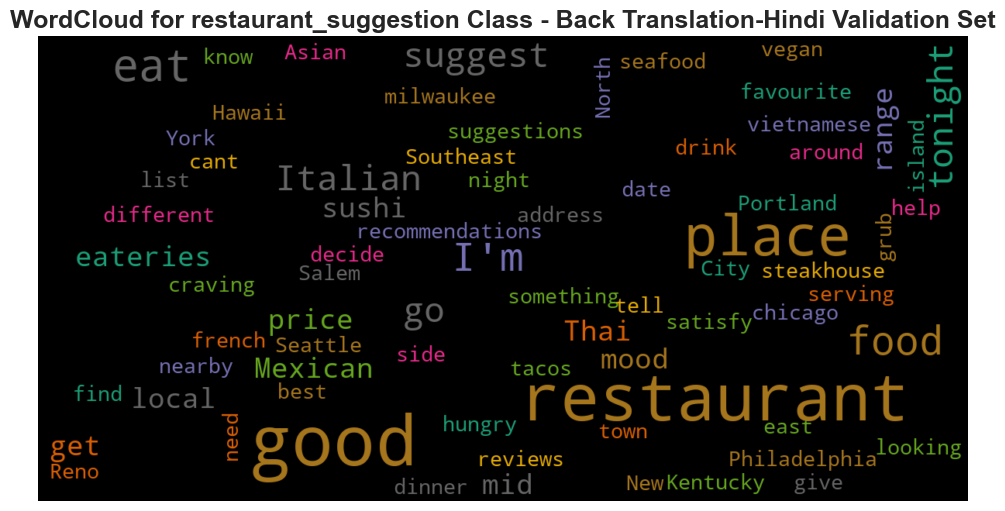 WordCloud for restaurant_suggestion Class - Back Translation-Hindi Validation Set
eat
know
Asian
suggest
seafood
vegan
tonight
North
milwaukee
favourite
range
Hawaii
York
suggestions
vietnamese
island
cant
Southeast
drink
around
list
Italian
night
date
different
sushi
address
Portland
help
recommendations
place
grub
eateries
decide
I'm
Salem
City
steakhouse
craving
something
serving
price
go
tell
chicago
french
Seattle
Thai
satisfy
food
nearby
side
mood
Mexican
tacos
find
local
best
restaurant
good
hungry
town
east
get
need
looking
Reno
reviews
Philadelphia
dinner
mid
New
Kentucky
give